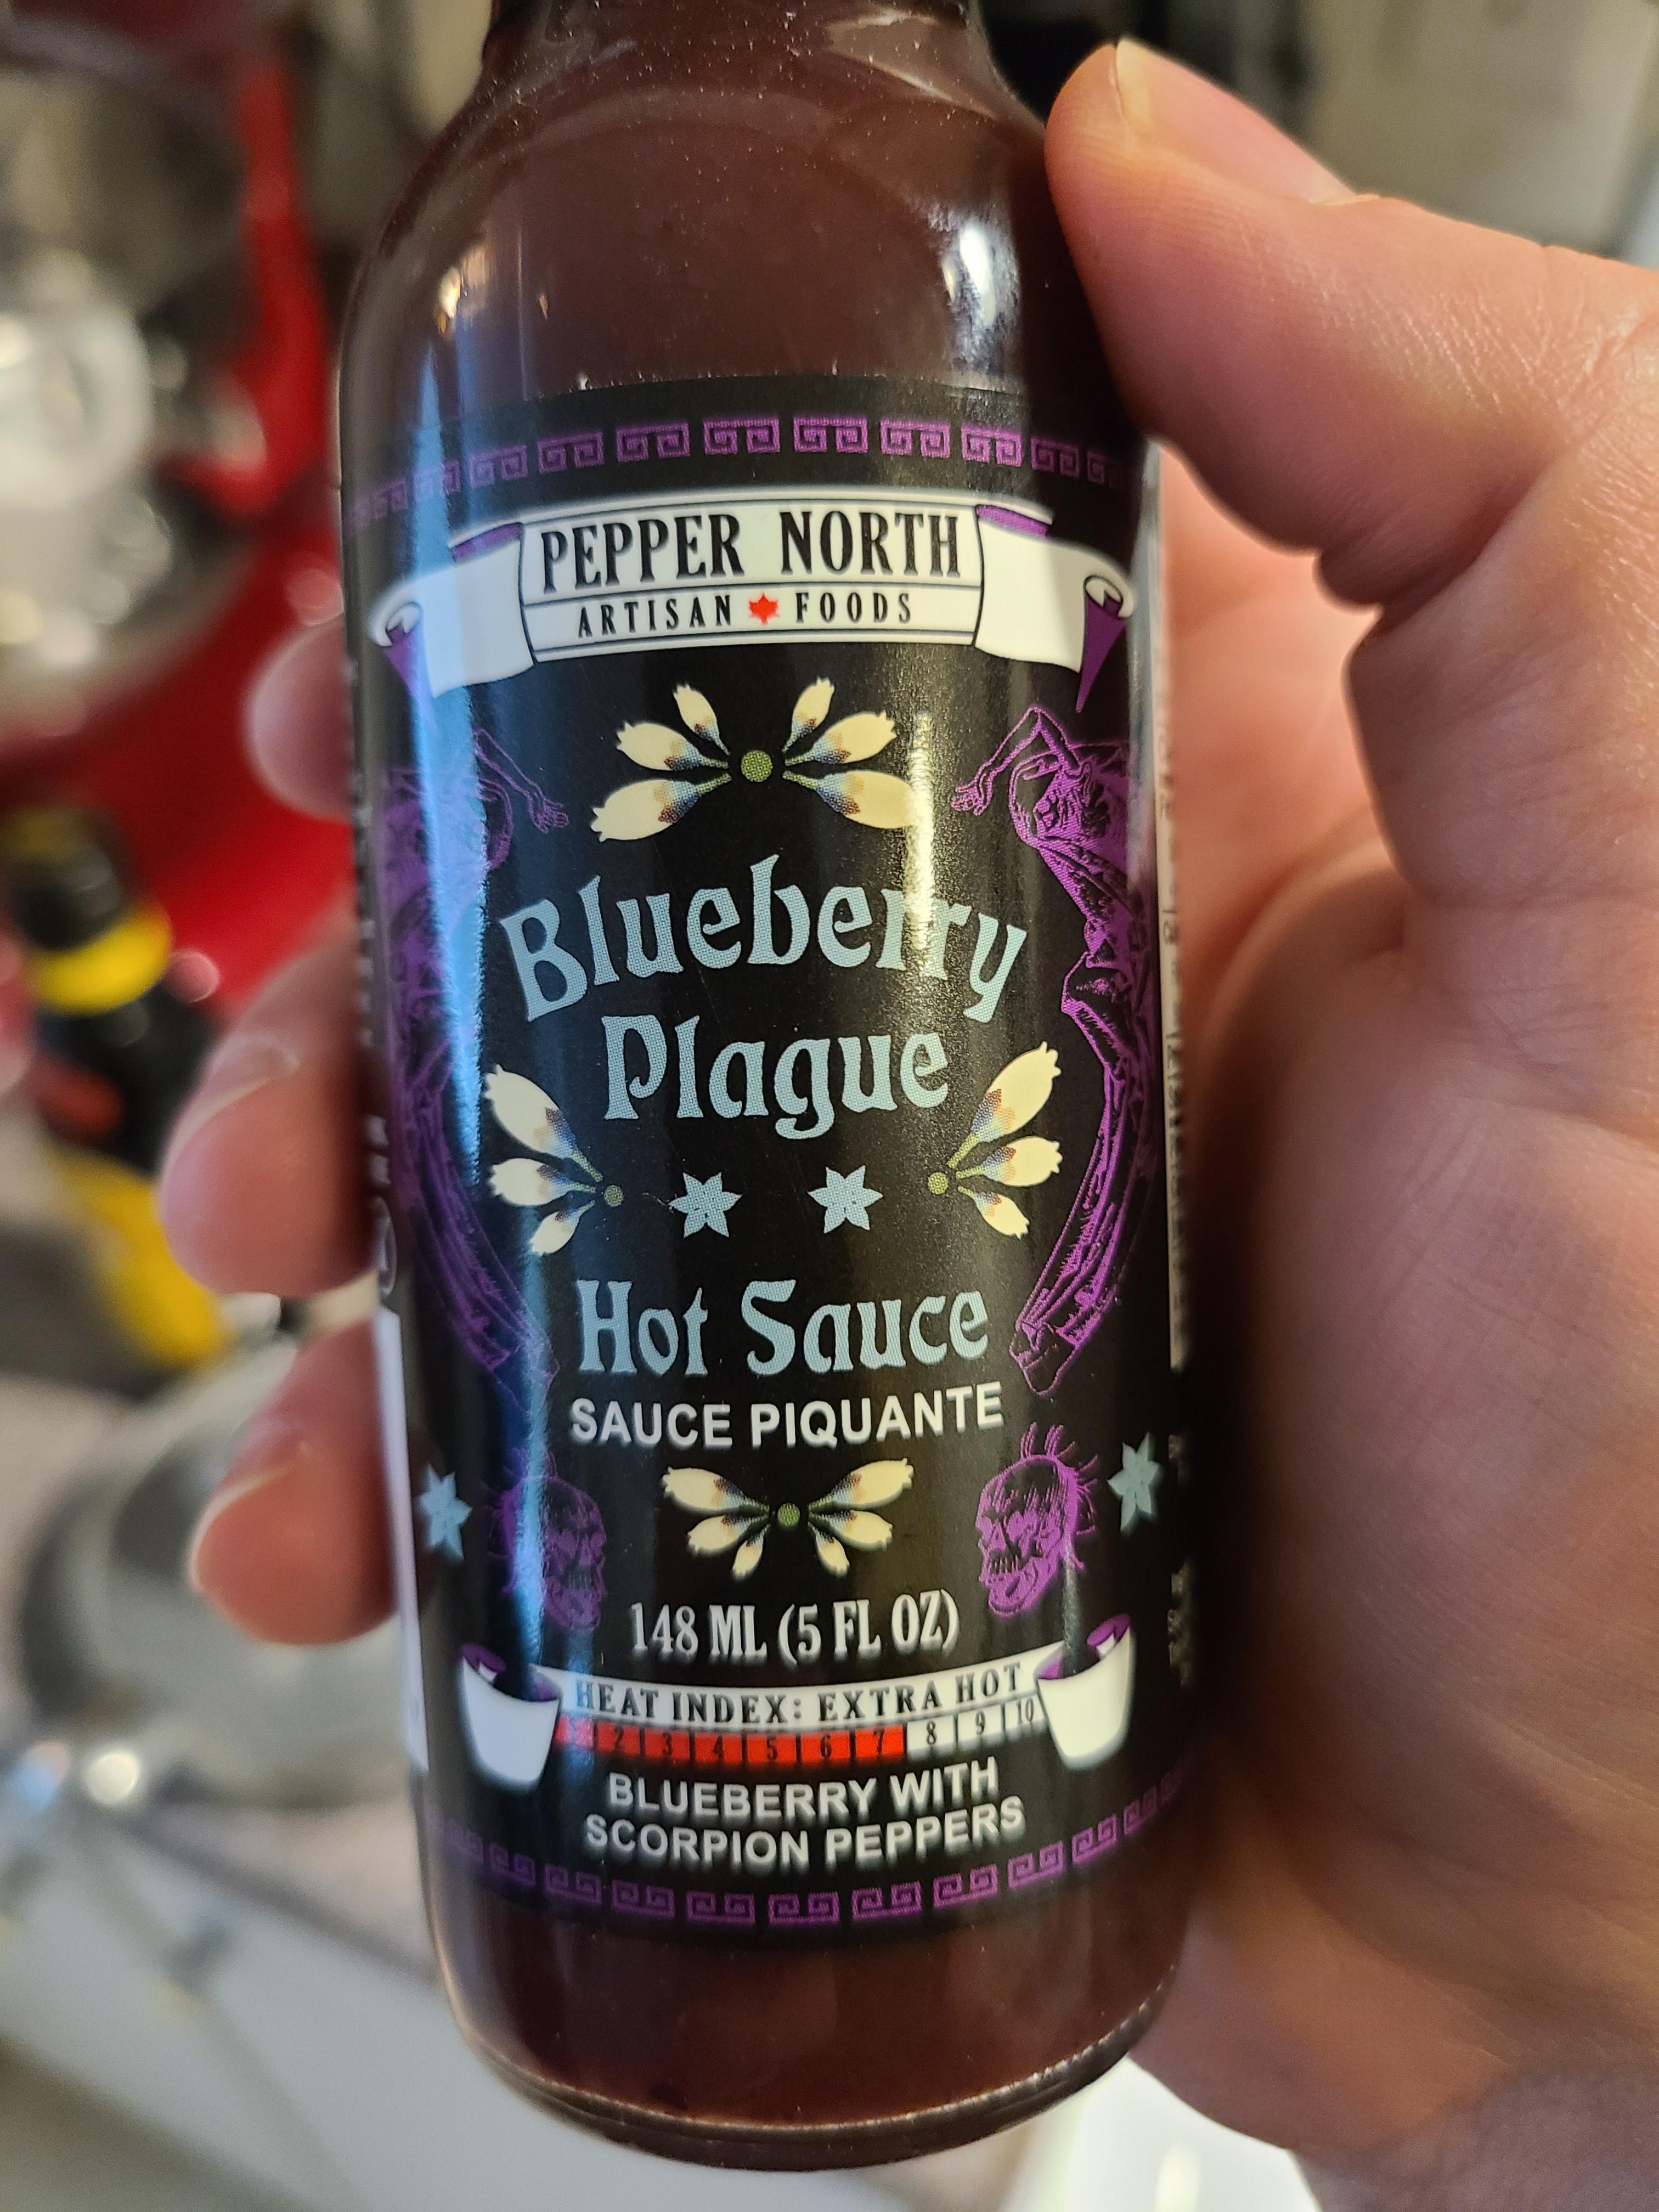 PEPPER NORTH
ARTISAN FOODS
Blueberry
Plague
Hot Sauce
SAUCE PIQUANTE
148 ML (5 FL OZ)
HEAT INDEX: EXTRA HOT
1 2 3 4 5 6 7 8 9 10
BLUEBERRY WITH
SCORPION PEPPERS